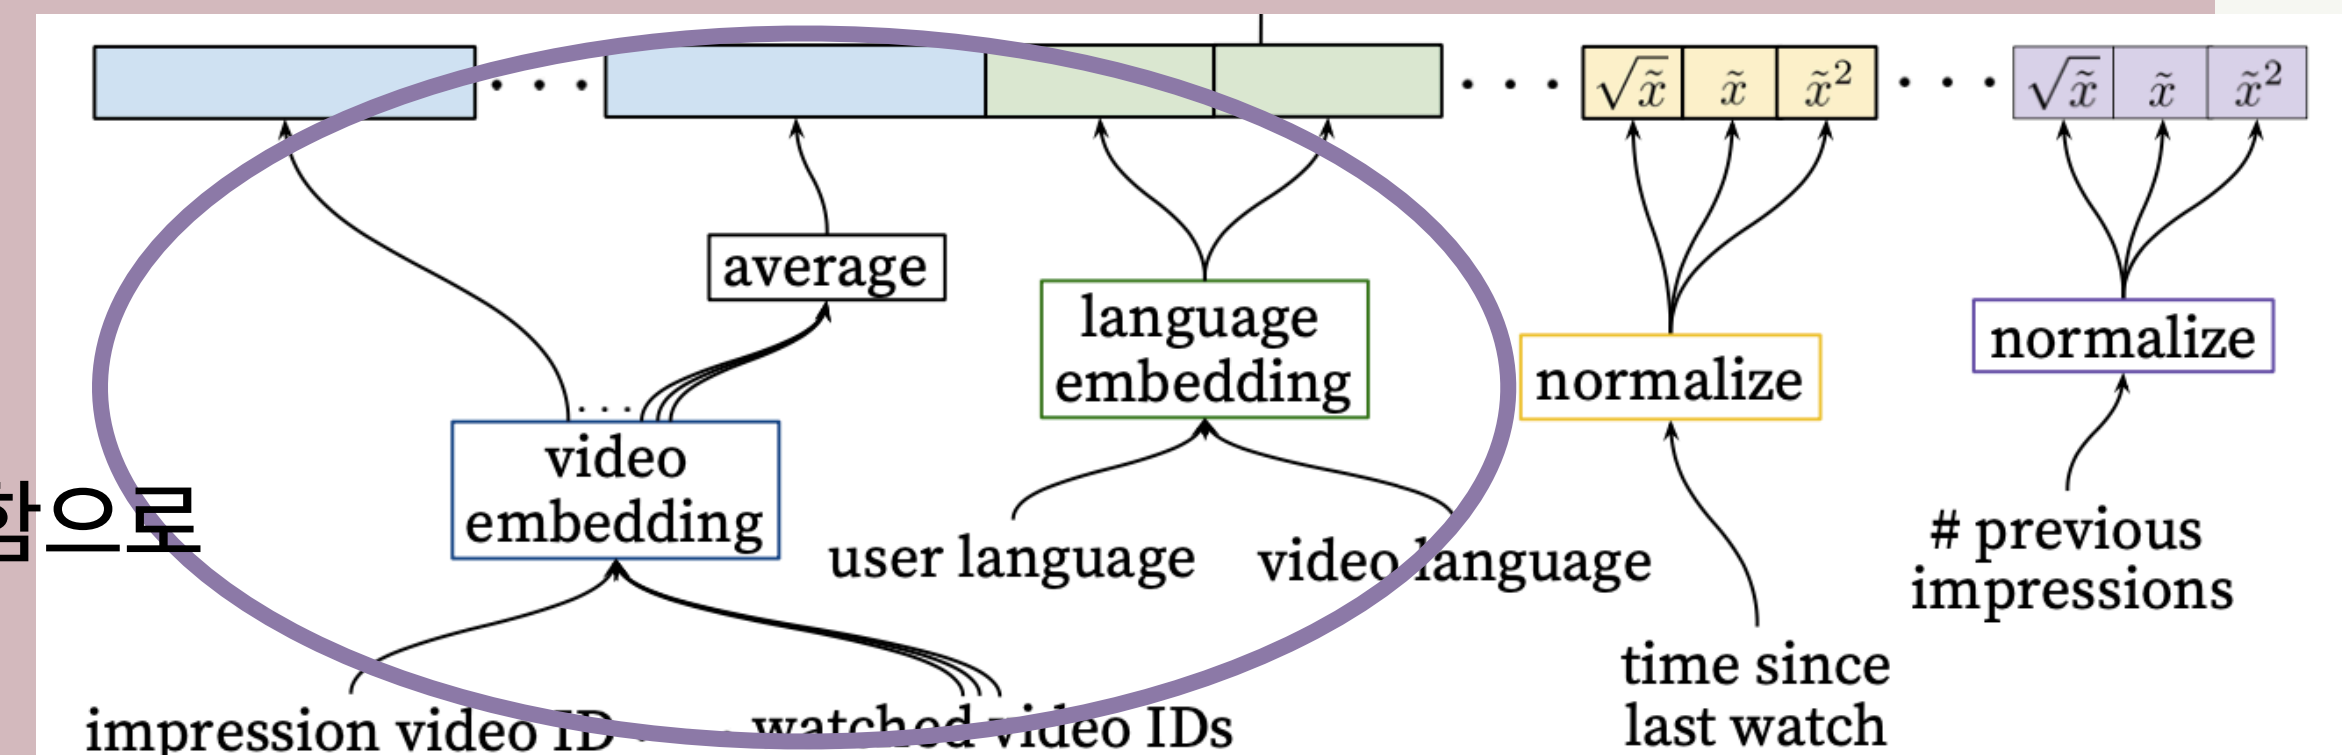 · · ·
· · ·
√x̃ x̃ x̃²
· · ·
√x̃ x̃ x̃²
average
language
embedding
normalize
normalize
· · ·
video
embedding
함으로
user language
video language
# previous
impressions
time since
last watch
impression video ID
watched video IDs